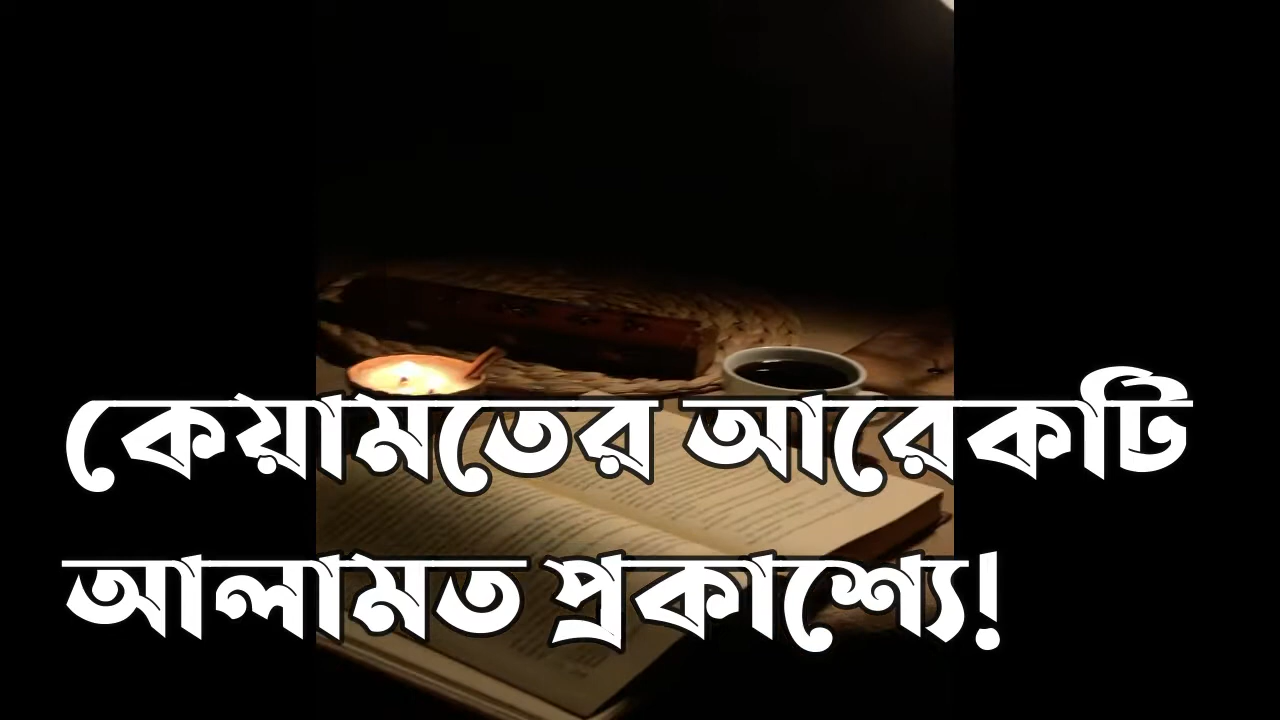 কেয়ামতের আরেকটি
আলামত প্রকাশ্যে!